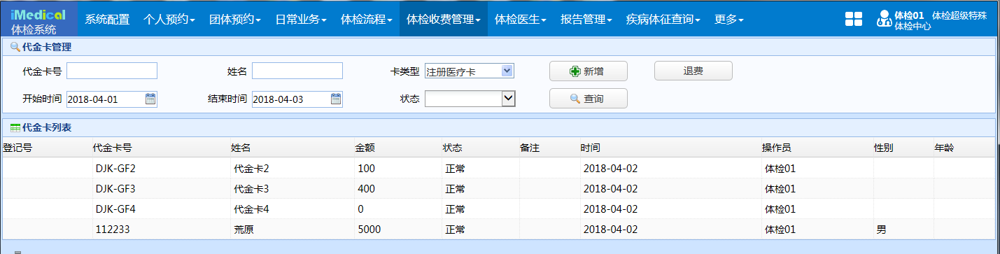 iMedical
体检系统
系统配置 个人预约 团体预约 日常业务 体检流程 体检收费管理 体检医生 报告管理 疾病体征查询 更多
体检01 体检超级特殊
体检中心
代金卡管理
代金卡号 姓名 卡类型 注册医疗卡 新增 退费
开始时间 2018-04-01 结束时间 2018-04-03 状态 查询
代金卡列表
登记号 代金卡号 姓名 金额 状态 备注 时间 操作员 性别 年龄
DJK-GF2 代金卡2 100 正常 2018-04-02 体检01
DJK-GF3 代金卡3 400 正常 2018-04-02 体检01
DJK-GF4 代金卡4 0 正常 2018-04-02 体检01
112233 荒原 5000 正常 2018-04-02 体检01 男